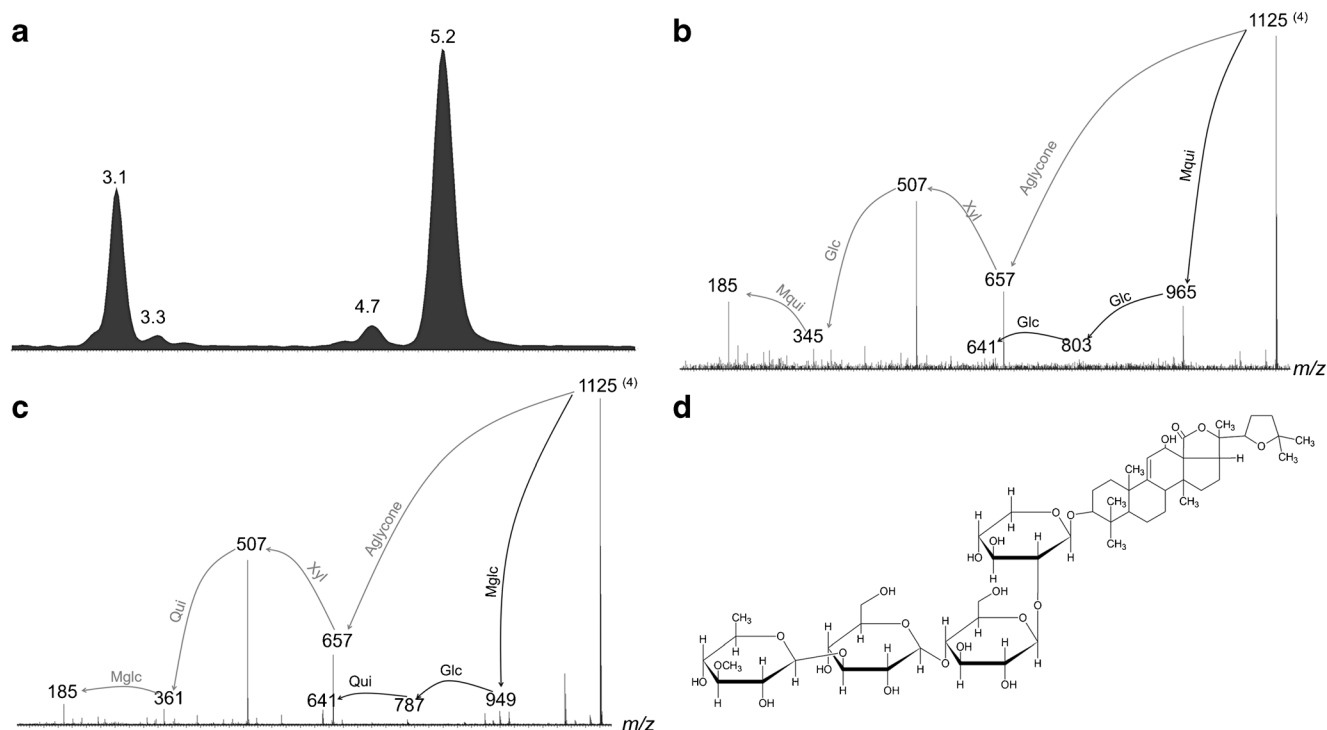 a
3.1
3.3
4.7
5.2
b
1125 (4)
Aglycone
Mqui
507
Xyl
Glc
657
185
Mqui
345
965
Glc
Glc
641
803
m/z
c
1125 (4)
Aglycone
Mglc
507
Xyl
Qui
657
185
Mglc
361
Qui
Glc
641
787
949
m/z
d
O
O
CH3
OH
O
CH3
CH3
H
CH3
CH3
CH3
CH3
O
H
H
H
O
H
OH
HO
H
H
O
OH
OH
CH3
H
O
H
O
H
OH
H
H
H
OCH3
H
O
HO
H
O
H
OH
H
HO
H
OH
H
OH